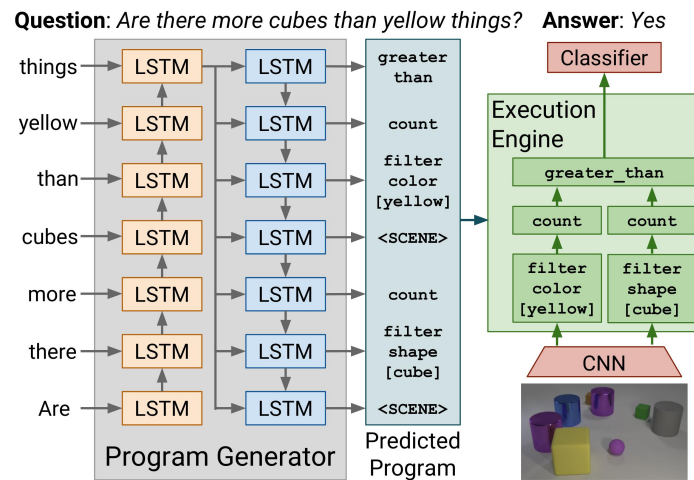 Question: Are there more cubes than yellow things? Answer: Yes
things
yellow
than
cubes
more
there
Are
LSTM
LSTM
LSTM
LSTM
LSTM
LSTM
LSTM
LSTM
LSTM
LSTM
LSTM
LSTM
LSTM
LSTM
Program Generator
greater
than
count
filter
color
[yellow]
<SCENE>
count
filter
shape
[cube]
<SCENE>
Predicted
Program
Classifier
Execution
Engine
greater_than
count
count
filter
color
[yellow]
filter
shape
[cube]
CNN